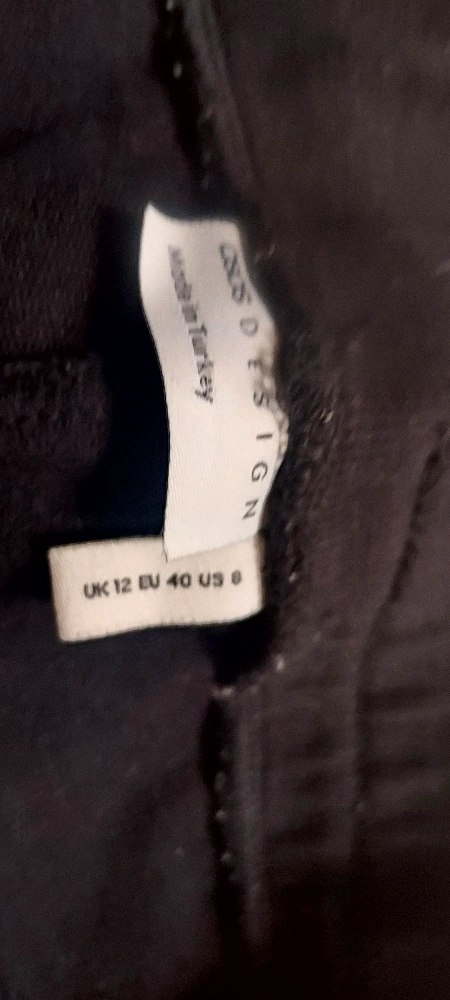 asos DESIGN
Made in Turkey
UK 12 EU 40 US 8